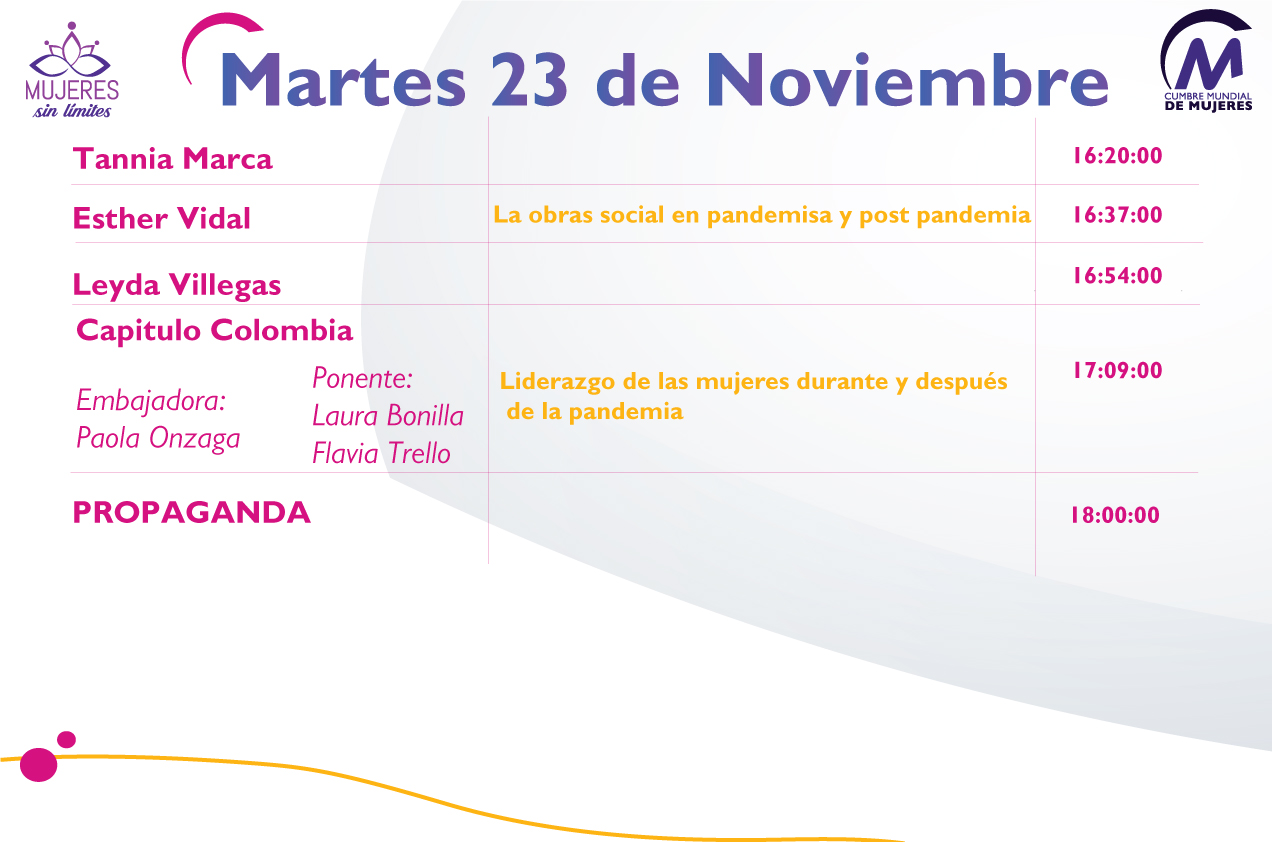 MUJERES
sin límites
Martes 23 de Noviembre
CUMBRE MUNDIAL
DE MUJERES
Tannia Marca
16:20:00
Esther Vidal
La obras social en pandemisa y post pandemia
16:37:00
Leyda Villegas
16:54:00
Capitulo Colombia
Embajadora:
Paola Onzaga
Ponente:
Laura Bonilla
Flavia Trello
Liderazgo de las mujeres durante y después
de la pandemia
17:09:00
PROPAGANDA
18:00:00